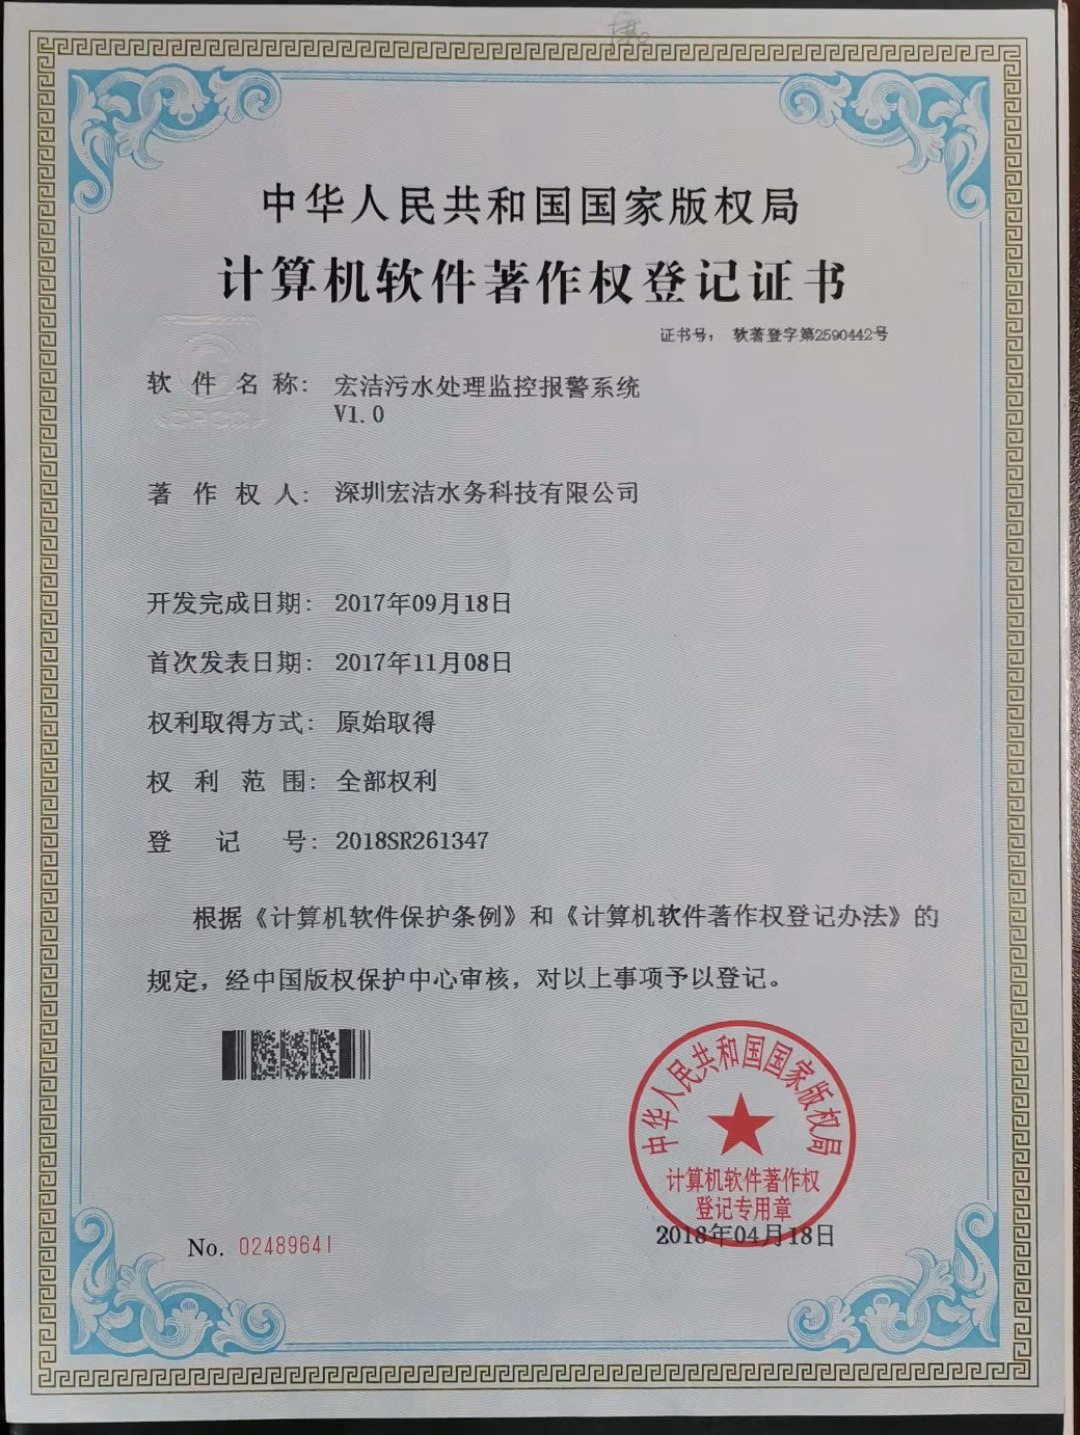 中华人民共和国国家版权局
计算机软件著作权登记证书
证书号： 软著登字第2590442号
软件名称： 宏洁污水处理监控报警系统
V1.0
著作权人： 深圳宏洁水务科技有限公司
开发完成日期： 2017年09月18日
首次发表日期： 2017年11月08日
权利取得方式： 原始取得
权利范围： 全部权利
登记号： 2018SR261347
根据《计算机软件保护条例》和《计算机软件著作权登记办法》的
规定，经中国版权保护中心审核，对以上事项予以登记。
中华人民共和国国家版权局
计算机软件著作权
登记专用章
2018年04月18日
No. 02489641